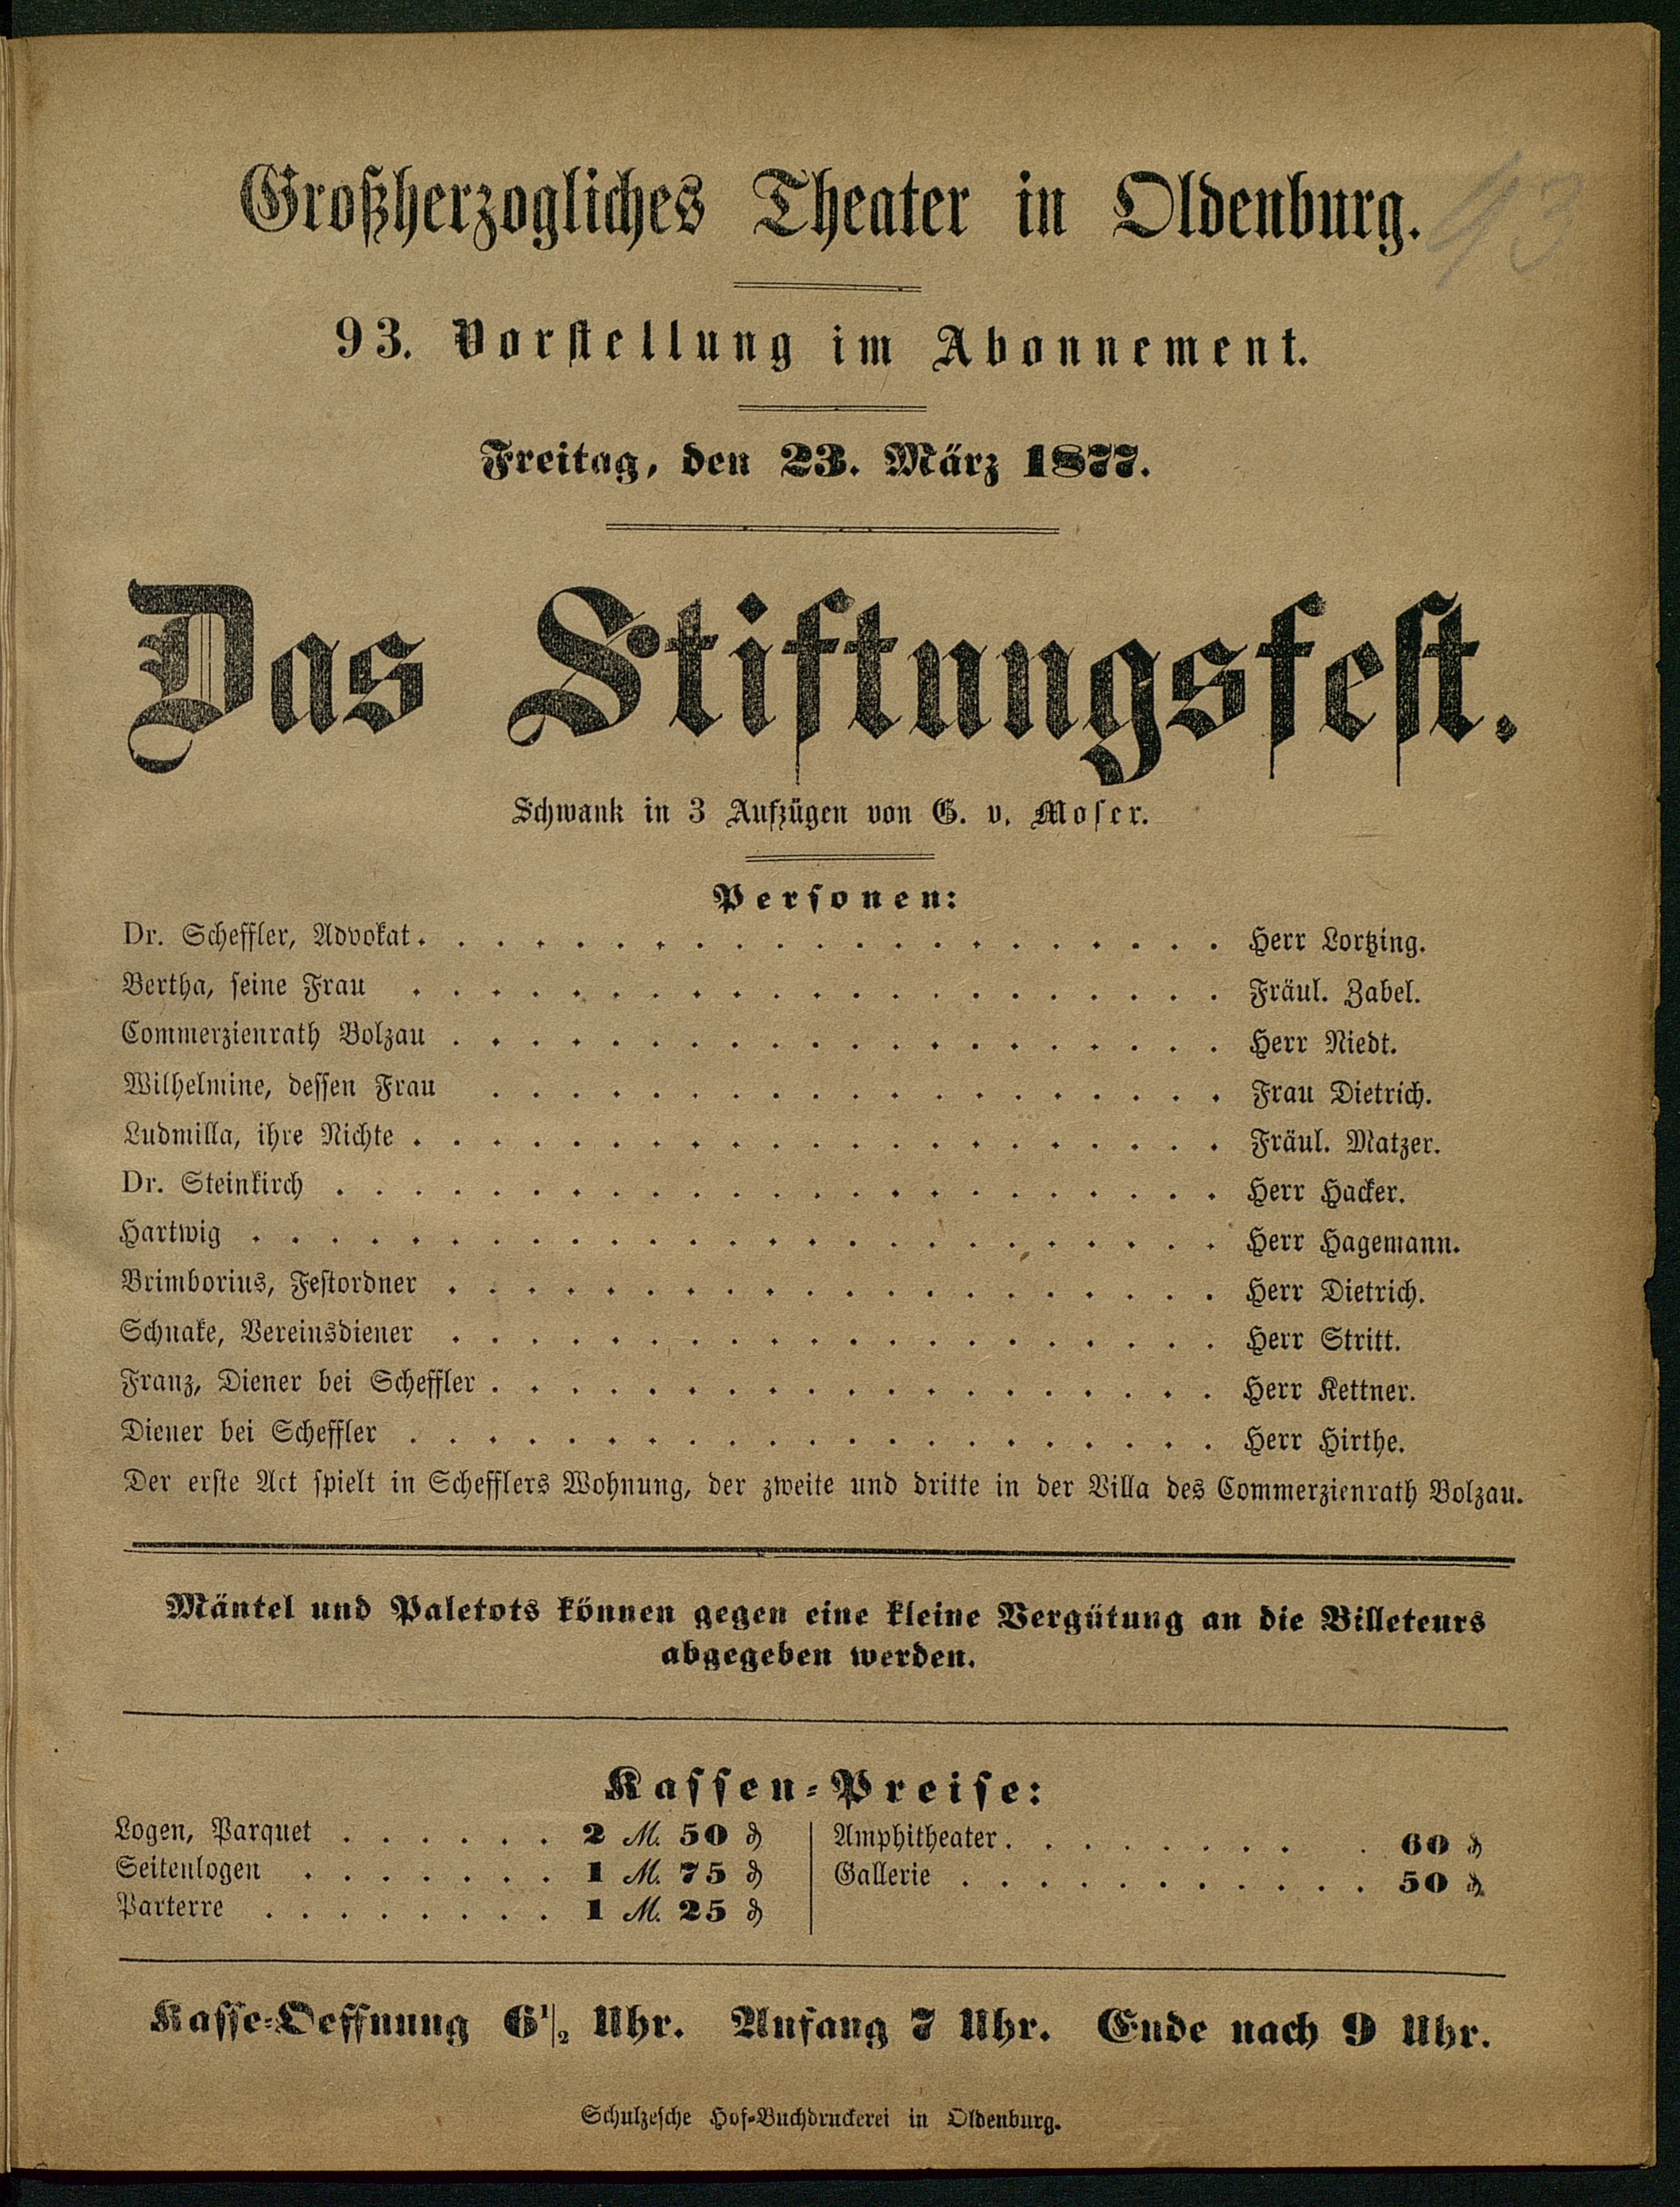 Großherzogliches Theater in Oldenburg.
93
93. Vorstellung im Abonnement.
Freitag, den 23. März 1877.
Das Stiftungsfest.
Schwank in 3 Aufzügen von G. v. Moser.
Personen:
Dr. Scheffler, Advokat. . . . . . . . . . . . . . . . . . . . . Herr Lortzing.
Bertha, seine Frau . . . . . . . . . . . . . . . . . . . . . Fräul. Zabel.
Commerzienrath Bolzau . . . . . . . . . . . . . . . . . . . . Herr Niedt.
Wilhelmine, dessen Frau . . . . . . . . . . . . . . . . . . . Frau Dietrich.
Ludmilla, ihre Nichte . . . . . . . . . . . . . . . . . . . . . Fräul. Matzer.
Dr. Steinkirch . . . . . . . . . . . . . . . . . . . . . . . Herr Hacker.
Hartwig . . . . . . . . . . . . . . . . . . . . . . . . . Herr Hagemann.
Brimborius, Festordner . . . . . . . . . . . . . . . . . . . . Herr Dietrich.
Schnake, Vereinsdiener . . . . . . . . . . . . . . . . . . . . Herr Stritt.
Franz, Diener bei Scheffler . . . . . . . . . . . . . . . . . . . Herr Kettner.
Diener bei Scheffler . . . . . . . . . . . . . . . . . . . . . Herr Hirthe.
Der erste Act spielt in Schefflers Wohnung, der zweite und dritte in der Villa des Commerzienrath Bolzau.
Mäntel und Paletots können gegen eine kleine Vergütung an die Billeteurs
abgegeben werden.
Kassen-Preise:
Logen, Parquet . . . . . . 2 M. 50 ₰
Seitenlogen . . . . . . . 1 M. 75 ₰
Parterre . . . . . . . . 1 M. 25 ₰
Amphitheater . . . . . . . . . 60 ₰
Gallerie . . . . . . . . . . . 50 ₰
Kasse-Oeffnung 6 1/2 Uhr. Anfang 7 Uhr. Ende nach 9 Uhr.
Schulzesche Hof-Buchdruckerei in Oldenburg.